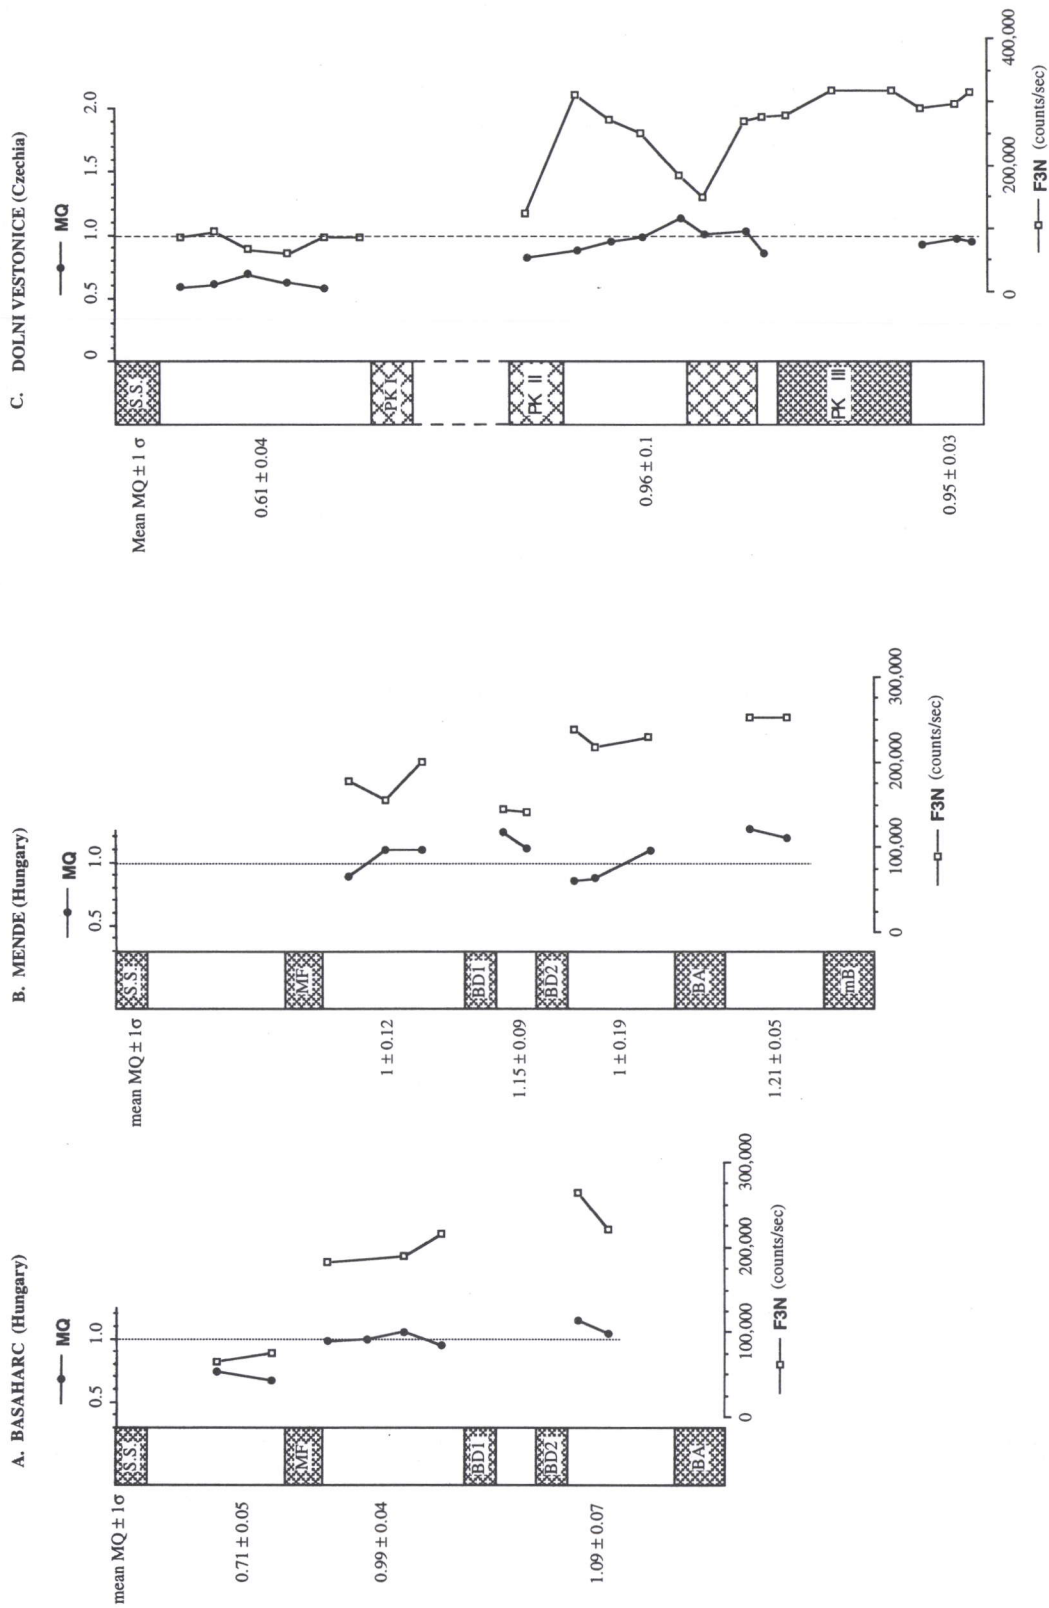 A. BASAHARC (Hungary)
MQ
0.5 1.0
mean MQ ± 1σ
S.S.
0.71 ± 0.05
MF
0.99 ± 0.04
BD1
BD2
1.09 ± 0.07
BA
0 100,000 200,000 300,000
F3N (counts/sec)
B. MENDE (Hungary)
MQ
0.5 1.0
mean MQ ± 1σ
S.S.
MF
1 ± 0.12
BD1
1.15 ± 0.09
BD2
1 ± 0.19
BA
1.21 ± 0.05
mB
0 100,000 200,000 300,000
F3N (counts/sec)
C. DOLNI VESTONICE (Czechia)
MQ
0 0.5 1.0 1.5 2.0
Mean MQ ± 1 σ
S.S.
0.61 ± 0.04
PK I
PK II
0.96 ± 0.1
PK III
0.95 ± 0.03
0 200,000 400,000
F3N (counts/sec)